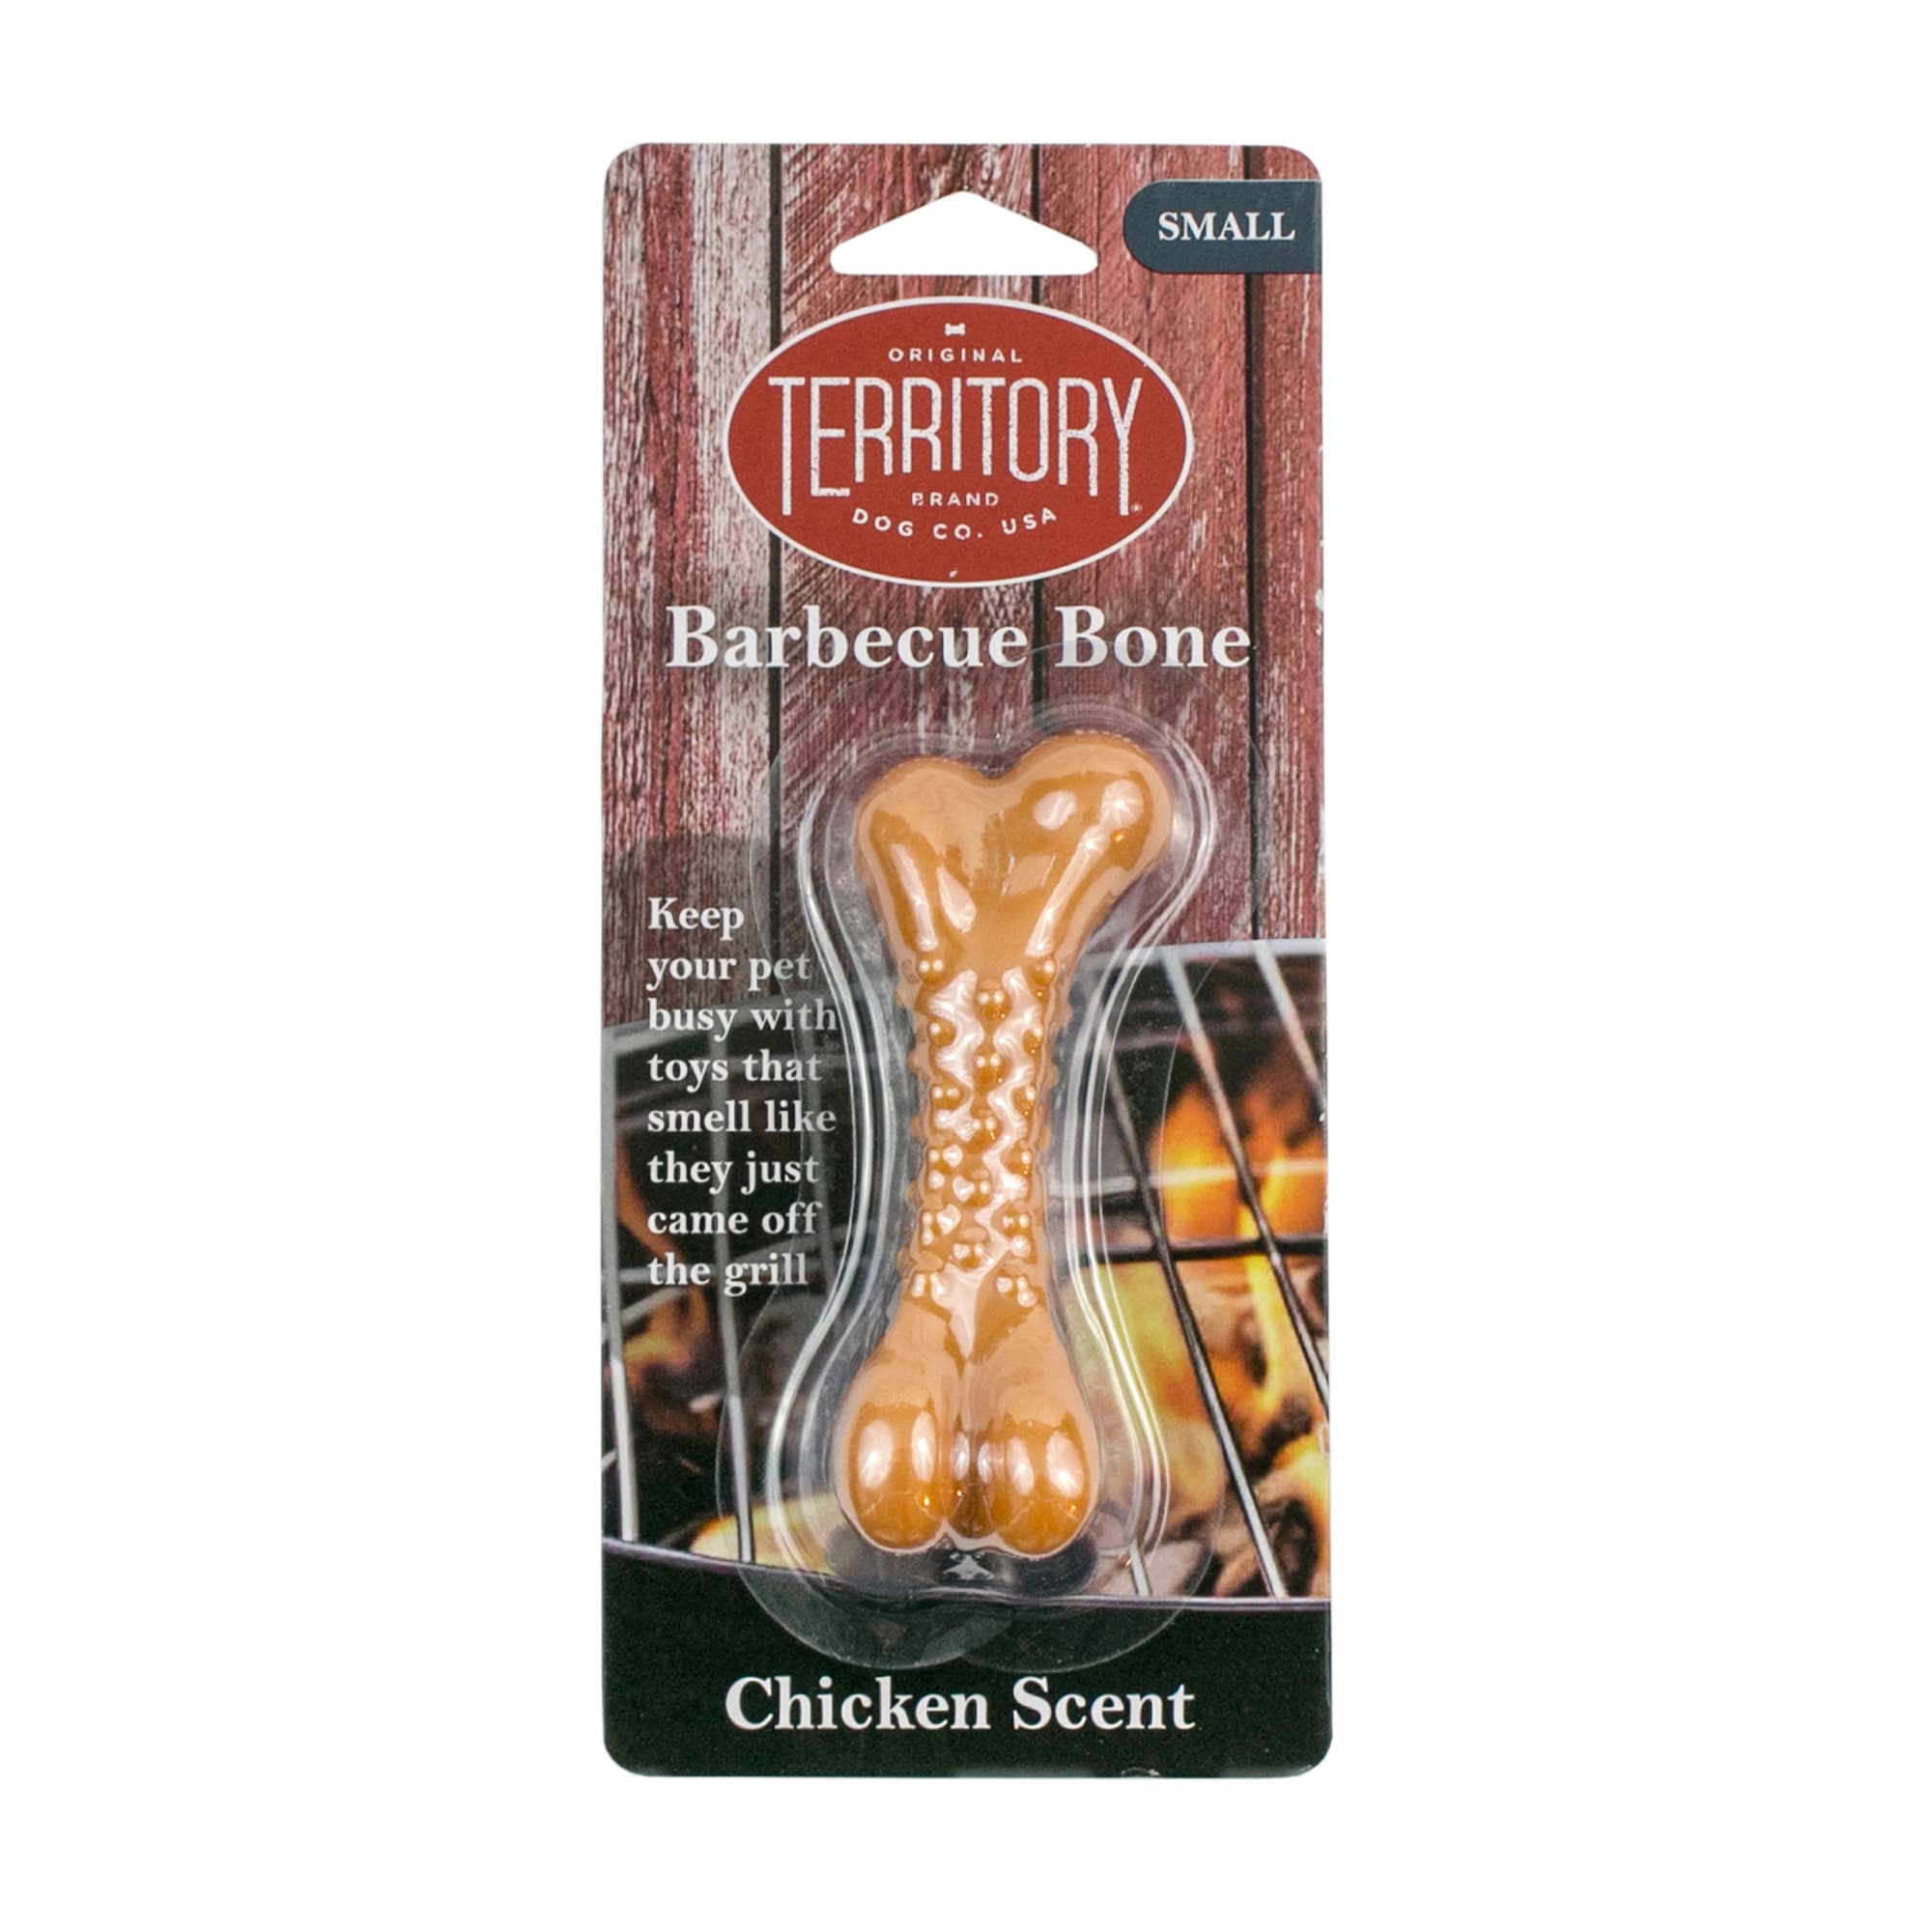 SMALL
ORIGINAL
TERRITORY®
BRAND
DOG CO. USA
Barbecue Bone
Keep
your pet
busy with
toys that
smell like
they just
came off
the grill
Chicken Scent